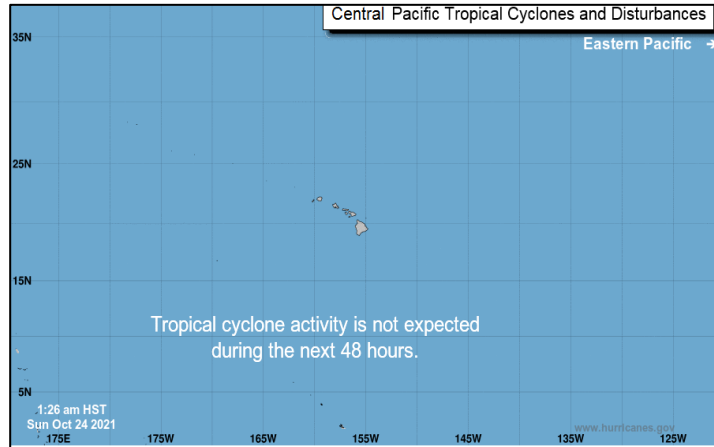 Central Pacific Tropical Cyclones and Disturbances
35N
Eastern Pacific →
25N
15N
Tropical cyclone activity is not expected
during the next 48 hours.
5N
1:26 am HST
Sun Oct 24 2021
www.hurricanes.gov
175E
175W
165W
155W
145W
135W
125W